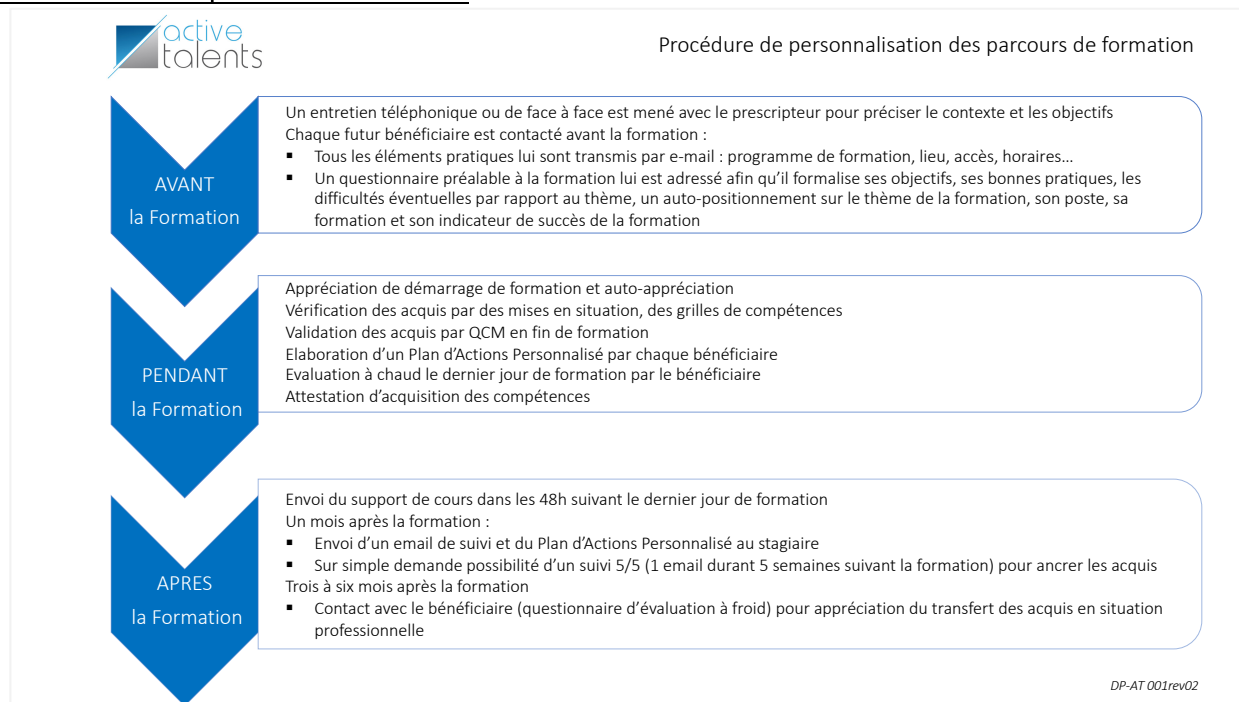 active
talents
Procédure de personnalisation des parcours de formation
AVANT
la Formation
Un entretien téléphonique ou de face à face est mené avec le prescripteur pour préciser le contexte et les objectifs
Chaque futur bénéficiaire est contacté avant la formation :
▪ Tous les éléments pratiques lui sont transmis par e-mail : programme de formation, lieu, accès, horaires…
▪ Un questionnaire préalable à la formation lui est adressé afin qu’il formalise ses objectifs, ses bonnes pratiques, les
difficultés éventuelles par rapport au thème, un auto-positionnement sur le thème de la formation, son poste, sa
formation et son indicateur de succès de la formation
PENDANT
la Formation
Appréciation de démarrage de formation et auto-appréciation
Vérification des acquis par des mises en situation, des grilles de compétences
Validation des acquis par QCM en fin de formation
Elaboration d’un Plan d’Actions Personnalisé par chaque bénéficiaire
Evaluation à chaud le dernier jour de formation par le bénéficiaire
Attestation d’acquisition des compétences
APRES
la Formation
Envoi du support de cours dans les 48h suivant le dernier jour de formation
Un mois après la formation :
▪ Envoi d’un email de suivi et du Plan d’Actions Personnalisé au stagiaire
▪ Sur simple demande possibilité d’un suivi 5/5 (1 email durant 5 semaines suivant la formation) pour ancrer les acquis
Trois à six mois après la formation
▪ Contact avec le bénéficiaire (questionnaire d’évaluation à froid) pour appréciation du transfert des acquis en situation
professionnelle
DP-AT 001rev02